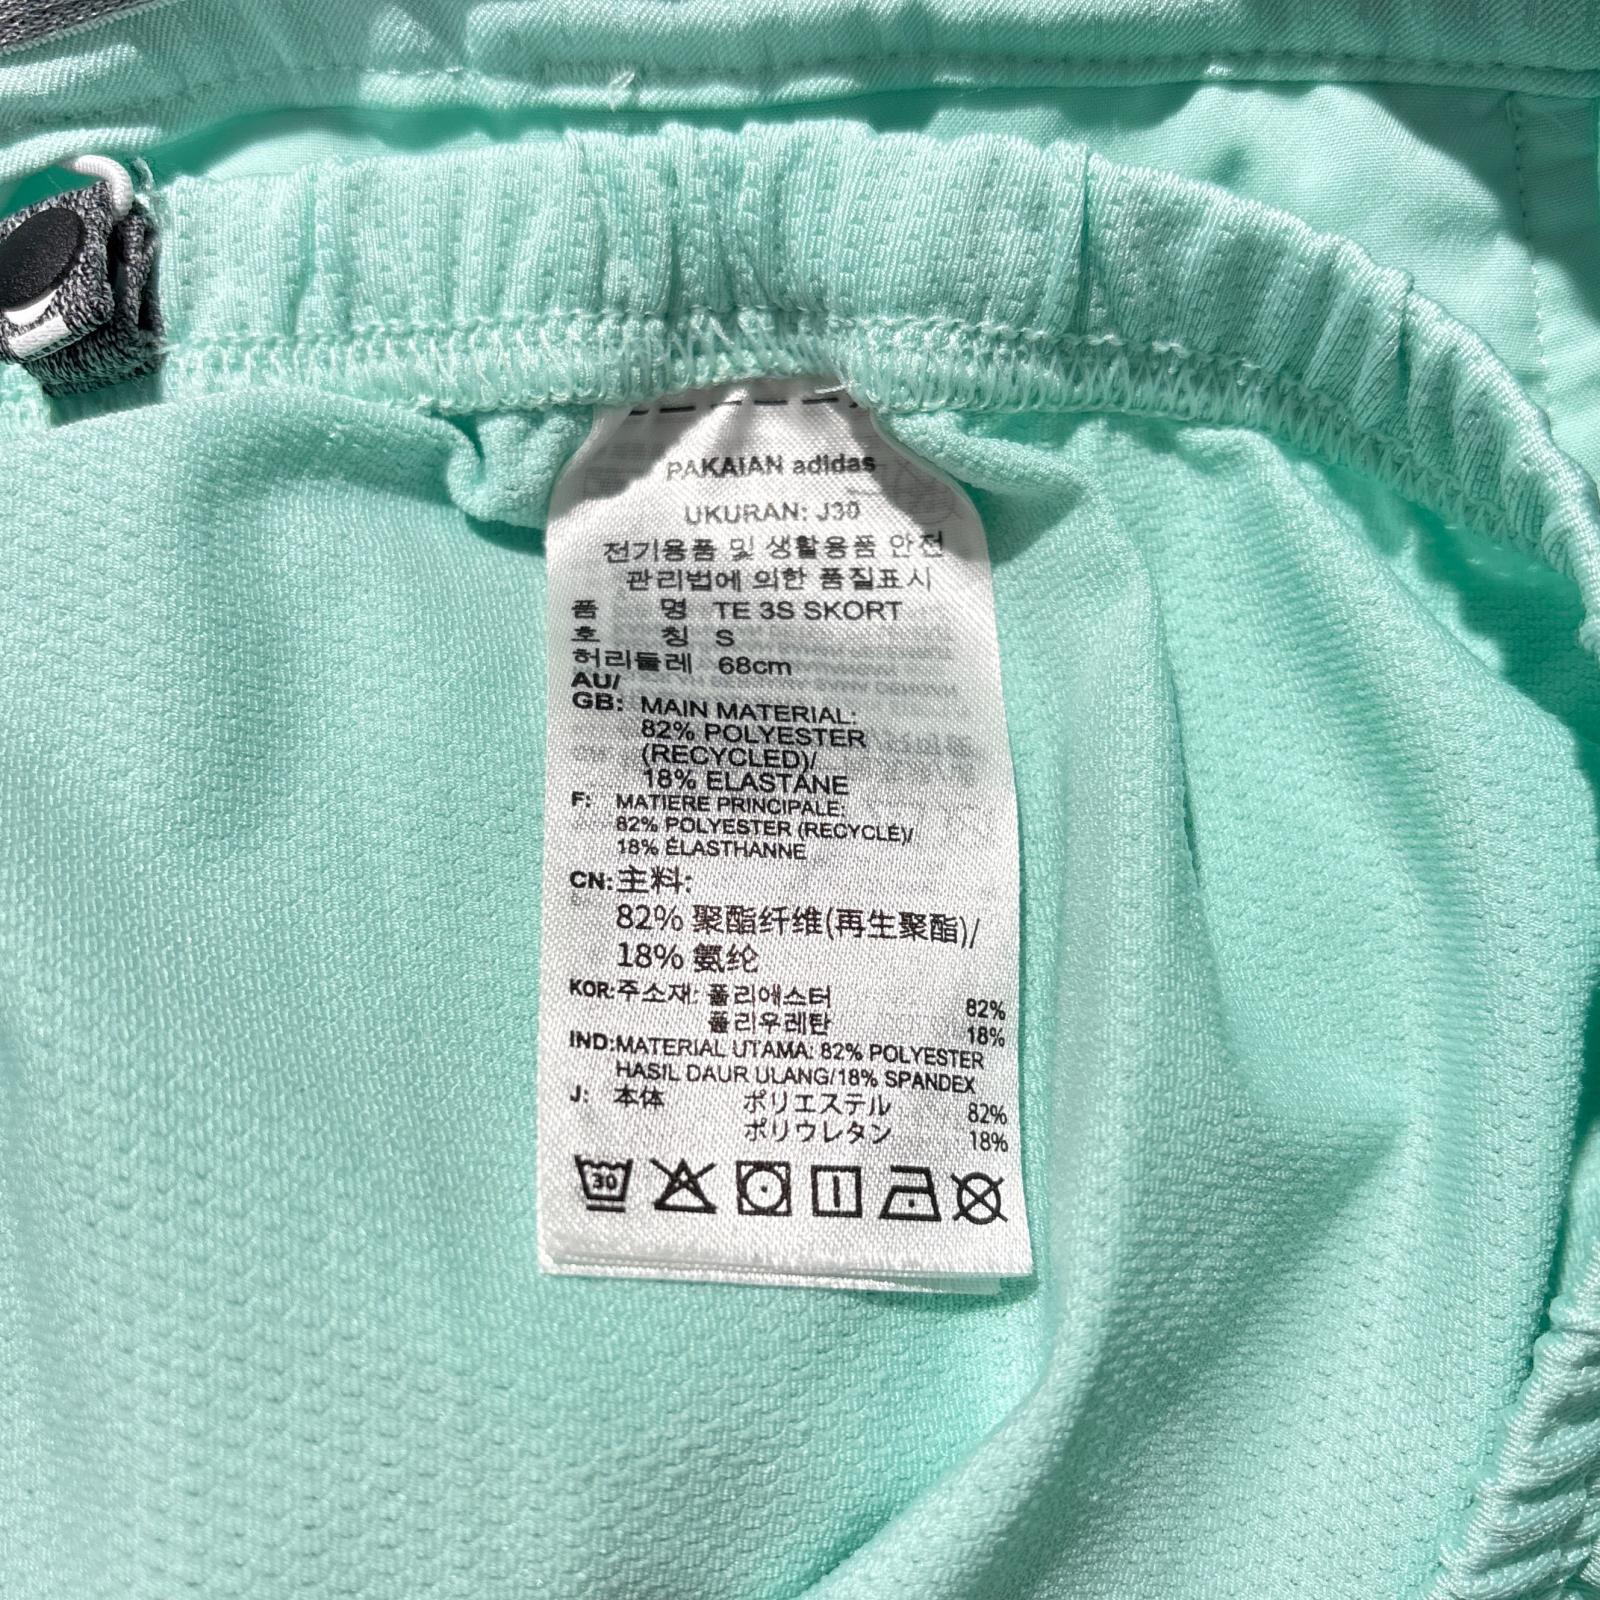 PAKAIAN adidas
UKURAN: J30
전기용품 및 생활용품 안전
관리법에 의한 품질표시
품 명 TE 3S SKORT
호 칭 S
허리둘레 68cm
AU/
GB: MAIN MATERIAL:
82% POLYESTER
(RECYCLED)/
18% ELASTANE
F: MATIERE PRINCIPALE:
82% POLYESTER (RECYCLÉ)/
18% ÉLASTHANNE
CN: 主料:
82% 聚酯纤维(再生聚酯)/
18% 氨纶
KOR: 주소재: 폴리에스터 82%
폴리우레탄 18%
IND: MATERIAL UTAMA: 82% POLYESTER
HASIL DAUR ULANG/18% SPANDEX
J: 本体 ポリエステル 82%
ポリウレタン 18%
30